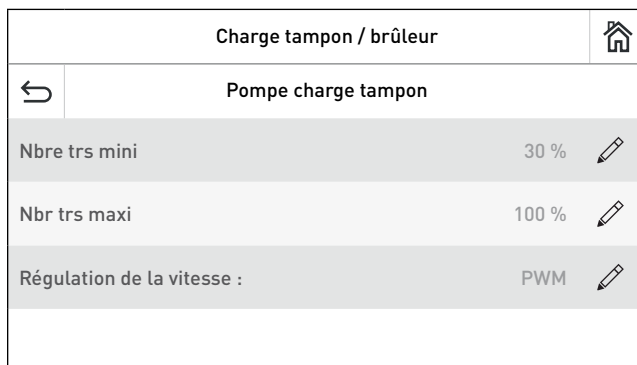 Charge tampon / brûleur
Pompe charge tampon
Nbre trs mini 30 %
Nbr trs maxi 100 %
Régulation de la vitesse : PWM